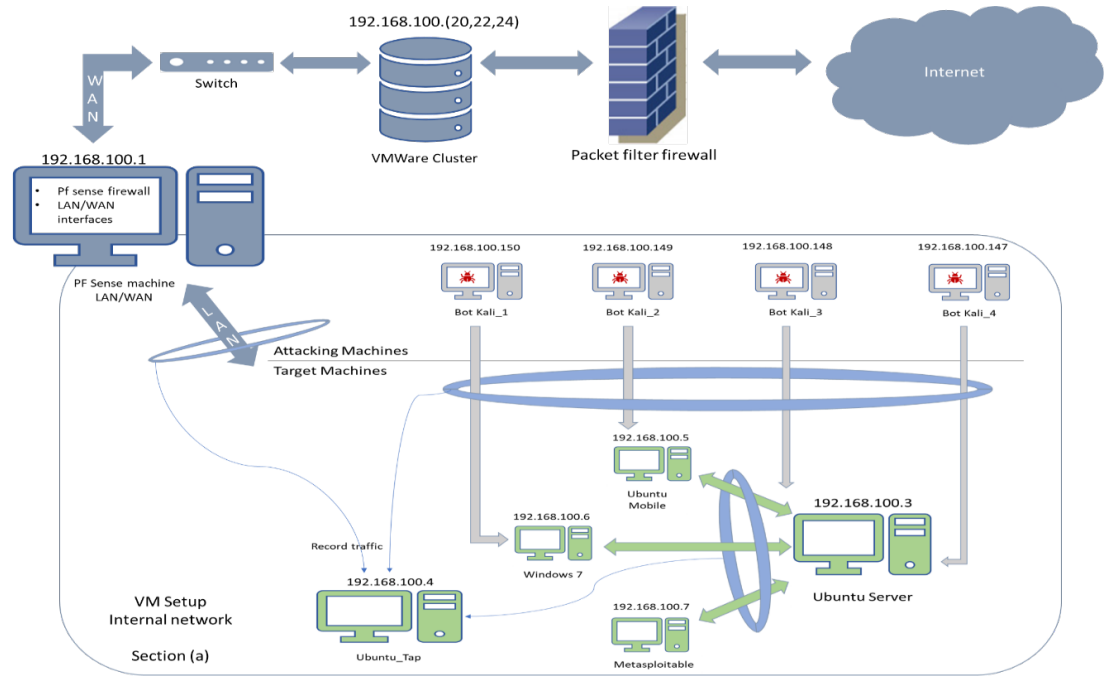 192.168.100.(20,22,24)
Switch
VMWare Cluster
Packet filter firewall
Internet
WAN
192.168.100.1
• Pf sense firewall
• LAN/WAN
interfaces
PF Sense machine
LAN/WAN
LAN
192.168.100.150
192.168.100.149
192.168.100.148
192.168.100.147
Bot Kali_1
Bot Kali_2
Bot Kali_3
Bot Kali_4
Attacking Machines
Target Machines
192.168.100.5
Ubuntu
Mobile
192.168.100.6
Windows 7
192.168.100.3
Ubuntu Server
Record traffic
192.168.100.4
Ubuntu_Tap
192.168.100.7
Metasploitable
VM Setup
Internal network
Section (a)